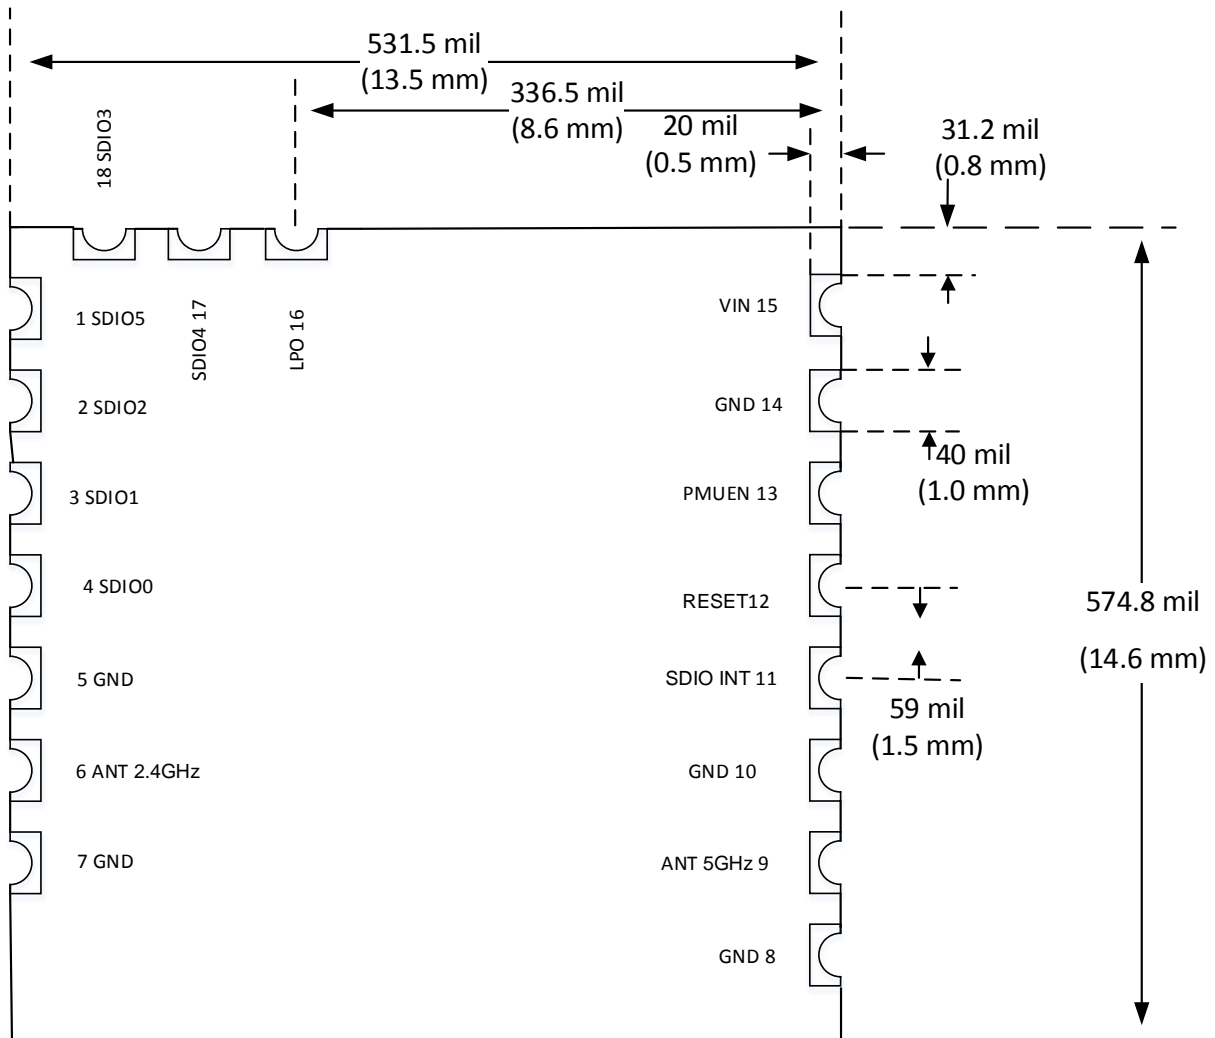 531.5 mil
(13.5 mm)
336.5 mil
(8.6 mm)
20 mil
(0.5 mm)
31.2 mil
(0.8 mm)
18 SDIO3
1 SDIO5
SDIO4 17
LPO 16
VIN 15
2 SDIO2
GND 14
40 mil
(1.0 mm)
3 SDIO1
PMUEN 13
4 SDIO0
RESET12
574.8 mil
(14.6 mm)
5 GND
SDIO INT 11
59 mil
(1.5 mm)
6 ANT 2.4GHz
GND 10
7 GND
ANT 5GHz 9
GND 8